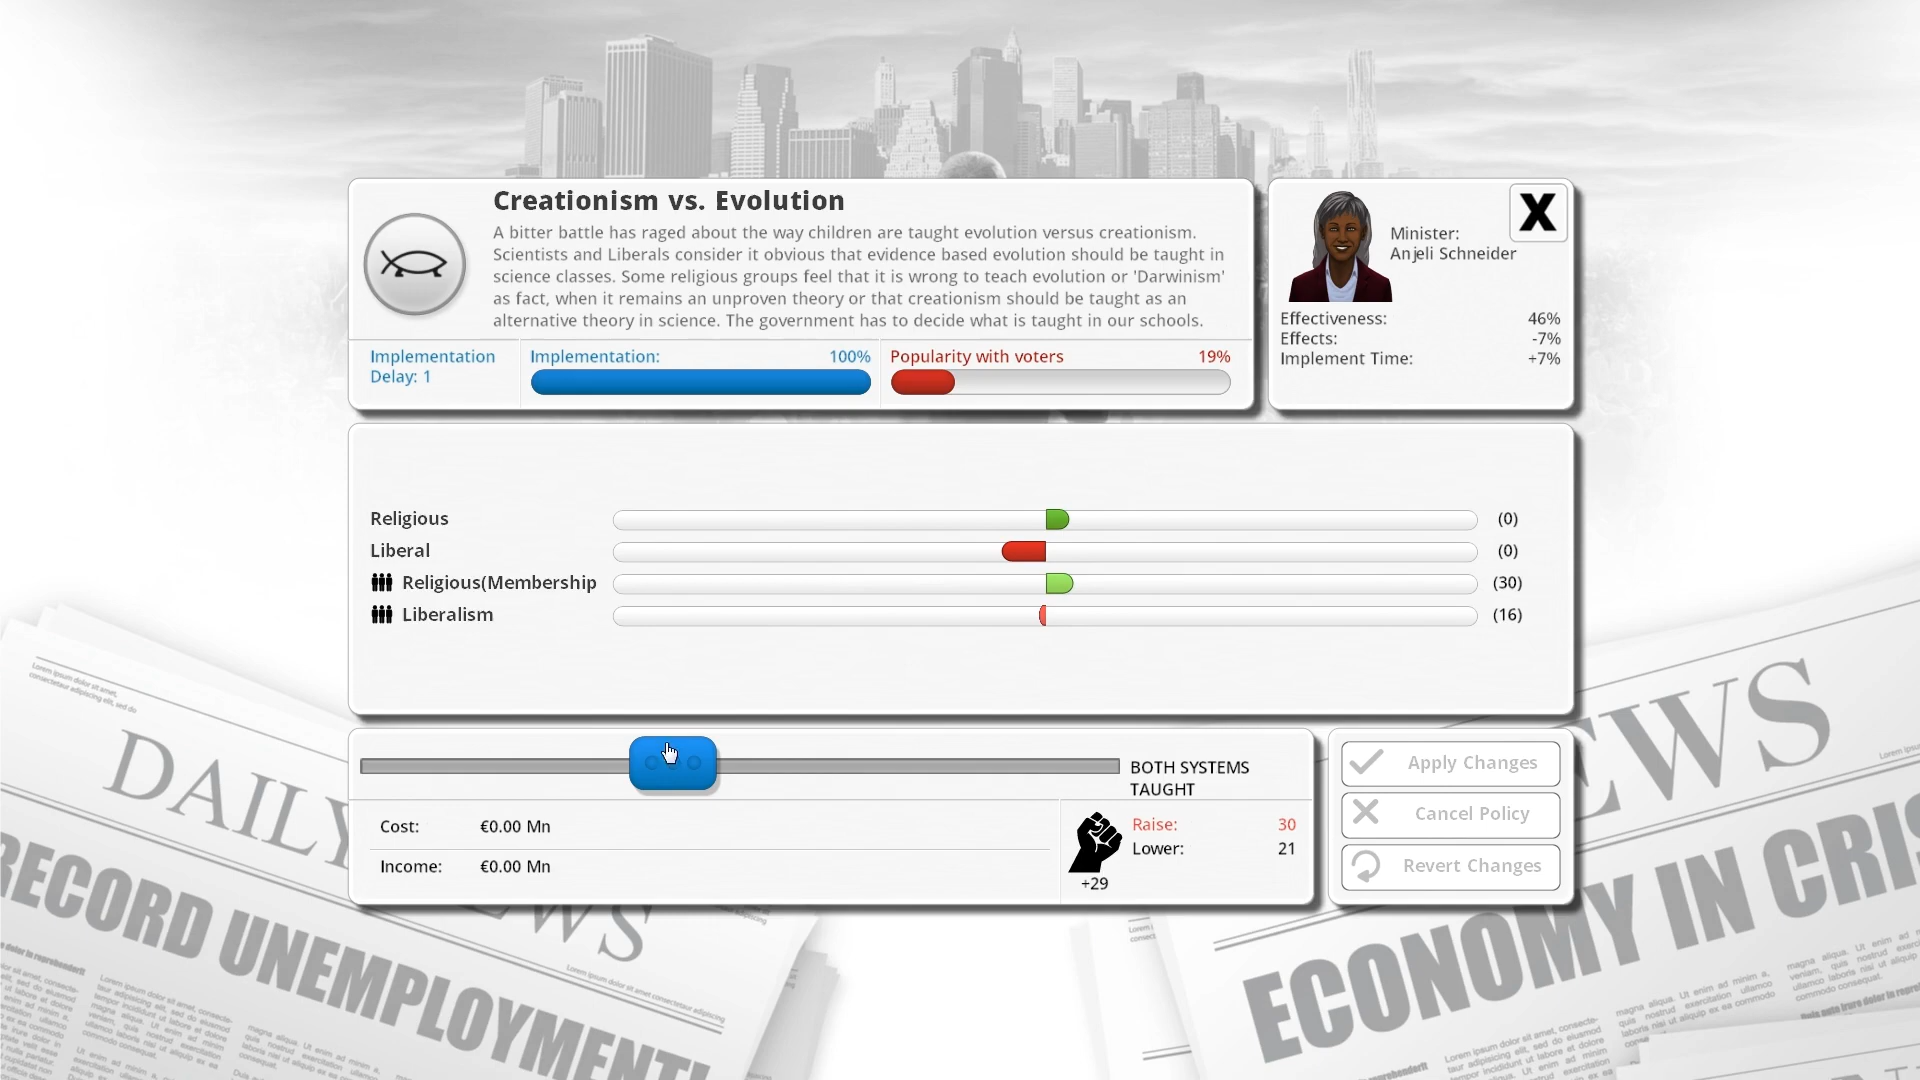 Creationism vs. Evolution
A bitter battle has raged about the way children are taught evolution versus creationism.
Scientists and Liberals consider it obvious that evidence based evolution should be taught in
science classes. Some religious groups feel that it is wrong to teach evolution or 'Darwinism'
as fact, when it remains an unproven theory or that creationism should be taught as an
alternative theory in science. The government has to decide what is taught in our schools.
Implementation
Delay: 1
Implementation: 100%
Popularity with voters 19%
X
Minister:
Anjeli Schneider
Effectiveness: 46%
Effects: -7%
Implement Time: +7%
Religious (0)
Liberal (0)
Religious(Membership (30)
Liberalism (16)
BOTH SYSTEMS
TAUGHT
Cost: €0.00 Mn
Income: €0.00 Mn
Raise: 30
Lower: 21
+29
Apply Changes
Cancel Policy
Revert Changes
DAILY
EWS
RECORD UNEMPLOYMENT
EWS
ECONOMY IN CRIS